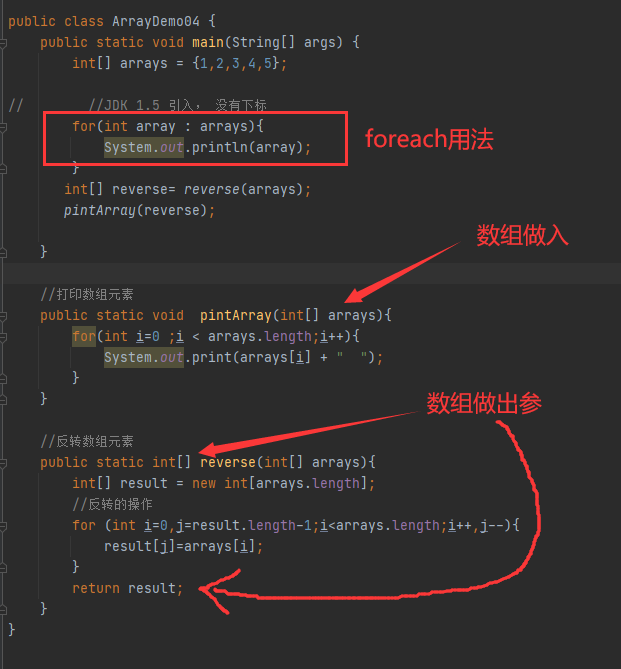 public class ArrayDemo04 {
public static void main(String[] args) {
int[] arrays = {1,2,3,4,5};
// //JDK 1.5 引入， 没有下标
for(int array : arrays){
System.out.println(array);
foreach用法
}
int[] reverse= reverse(arrays);
pintArray(reverse);
}
数组做入
//打印数组元素
public static void pintArray(int[] arrays){
for(int i=0 ;i < arrays.length;i++){
System.out.print(arrays[i] + "  ");
}
}
数组做出参
//反转数组元素
public static int[] reverse(int[] arrays){
int[] result = new int[arrays.length];
//反转的操作
for (int i=0,j=result.length-1;i<arrays.length;i++,j--){
result[j]=arrays[i];
}
return result;
}
}